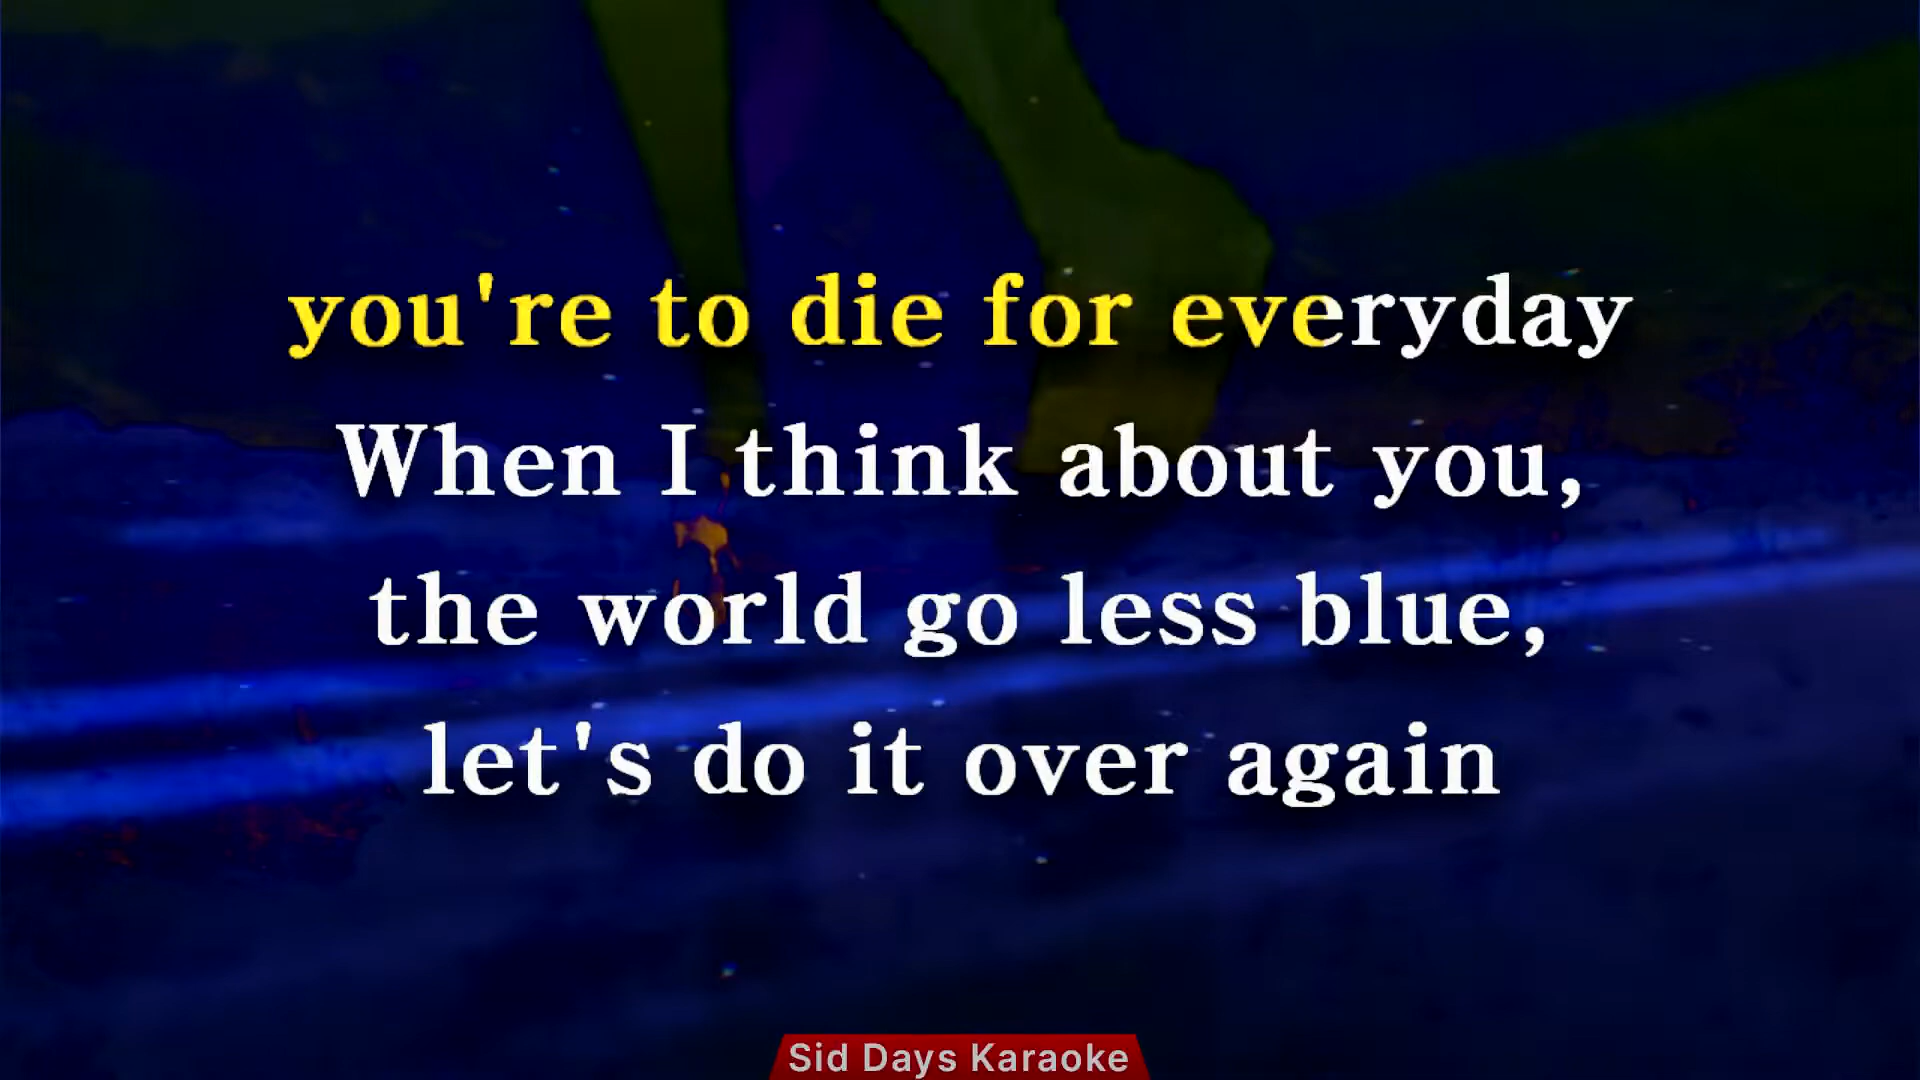 you're to die for everyday
When I think about you,
the world go less blue,
let's do it over again
Sid Days Karaoke